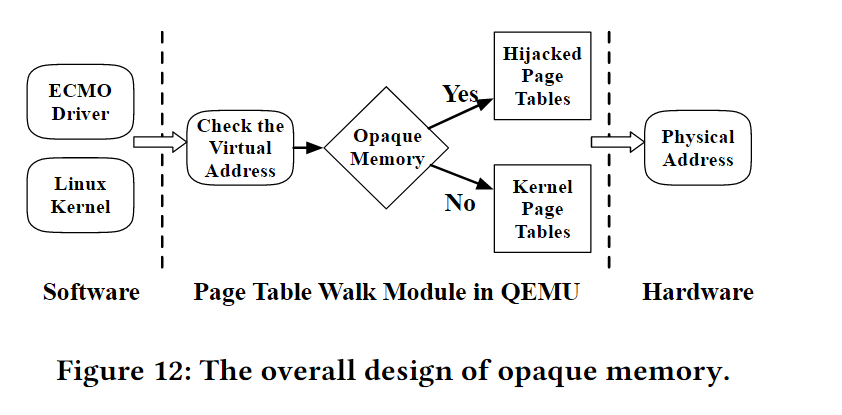 ECMO
Driver
Linux
Kernel
Check the
Virtual
Address
Opaque
Memory
Yes
No
Hijacked
Page
Tables
Kernel
Page
Tables
Physical
Address
Software
Page Table Walk Module in QEMU
Hardware
Figure 12: The overall design of opaque memory.